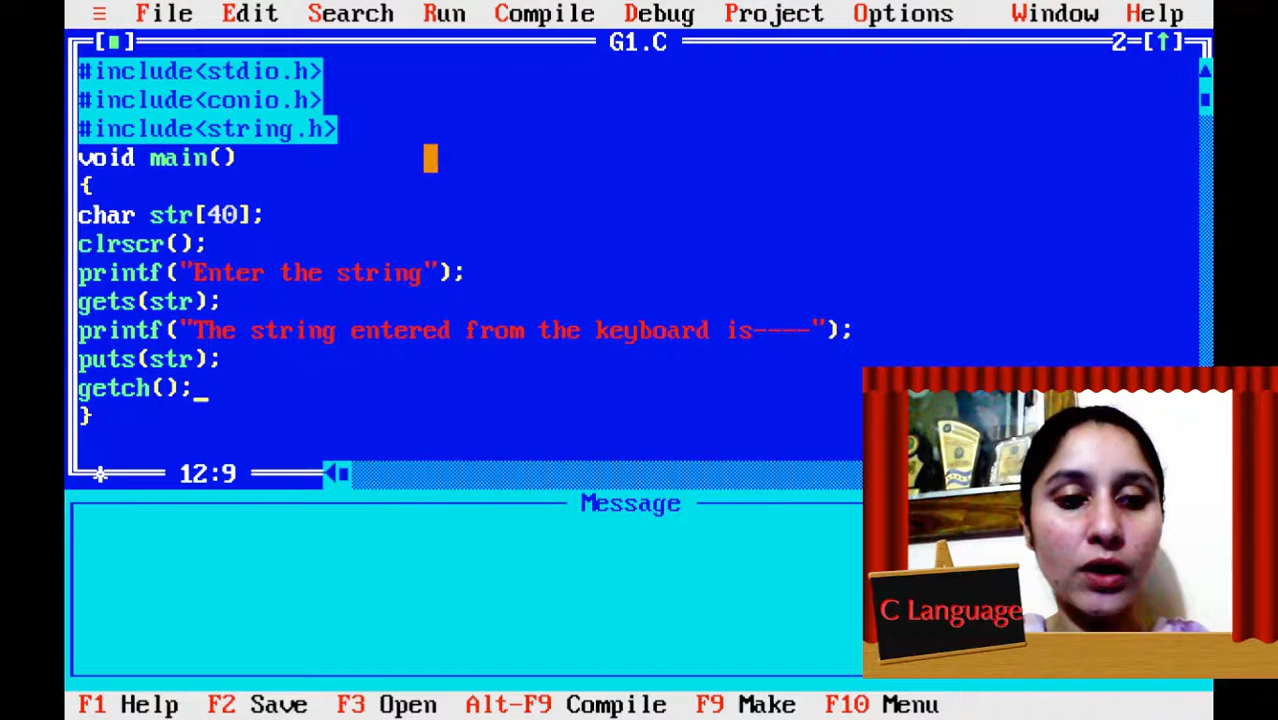 ≡ File Edit Search Run Compile Debug Project Options Window Help
[■] G1.C 2=[↑]
#include<stdio.h>
#include<conio.h>
#include<string.h>
void main()
{
char str[40];
clrscr();
printf("Enter the string");
gets(str);
printf("The string entered from the keyboard is----");
puts(str);
getch();_
}
* 12:9
Message
C Language
F1 Help F2 Save F3 Open Alt-F9 Compile F9 Make F10 Menu